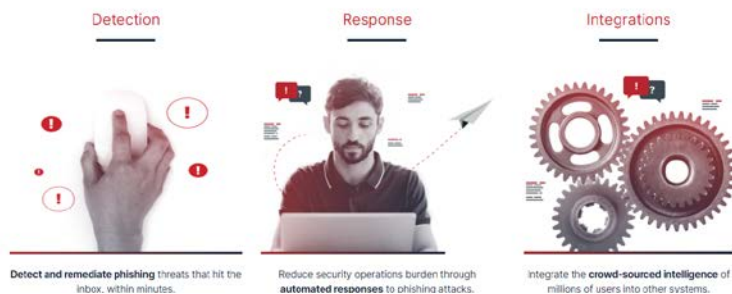 Detection
Response
Integrations
!
!
!
!
!
! ?
! ?
Detect and remediate phishing threats that hit the
inbox, within minutes.
Reduce security operations burden through
automated responses to phishing attacks.
Integrate the crowd-sourced intelligence of
millions of users into other systems.